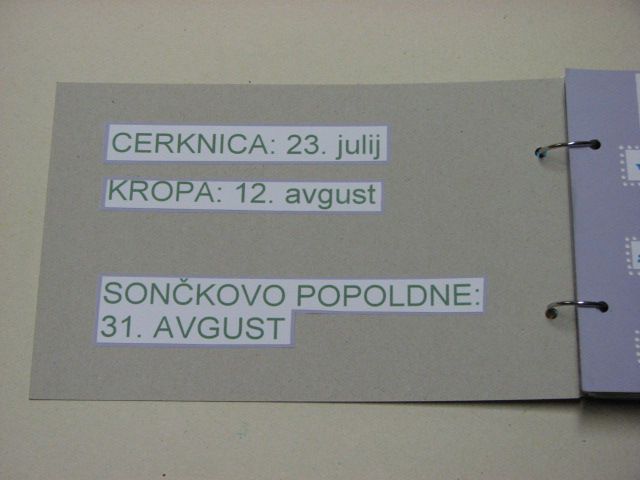 CERKNICA: 23. julij
KROPA: 12. avgust
SONČKOVO POPOLDNE:
31. AVGUST